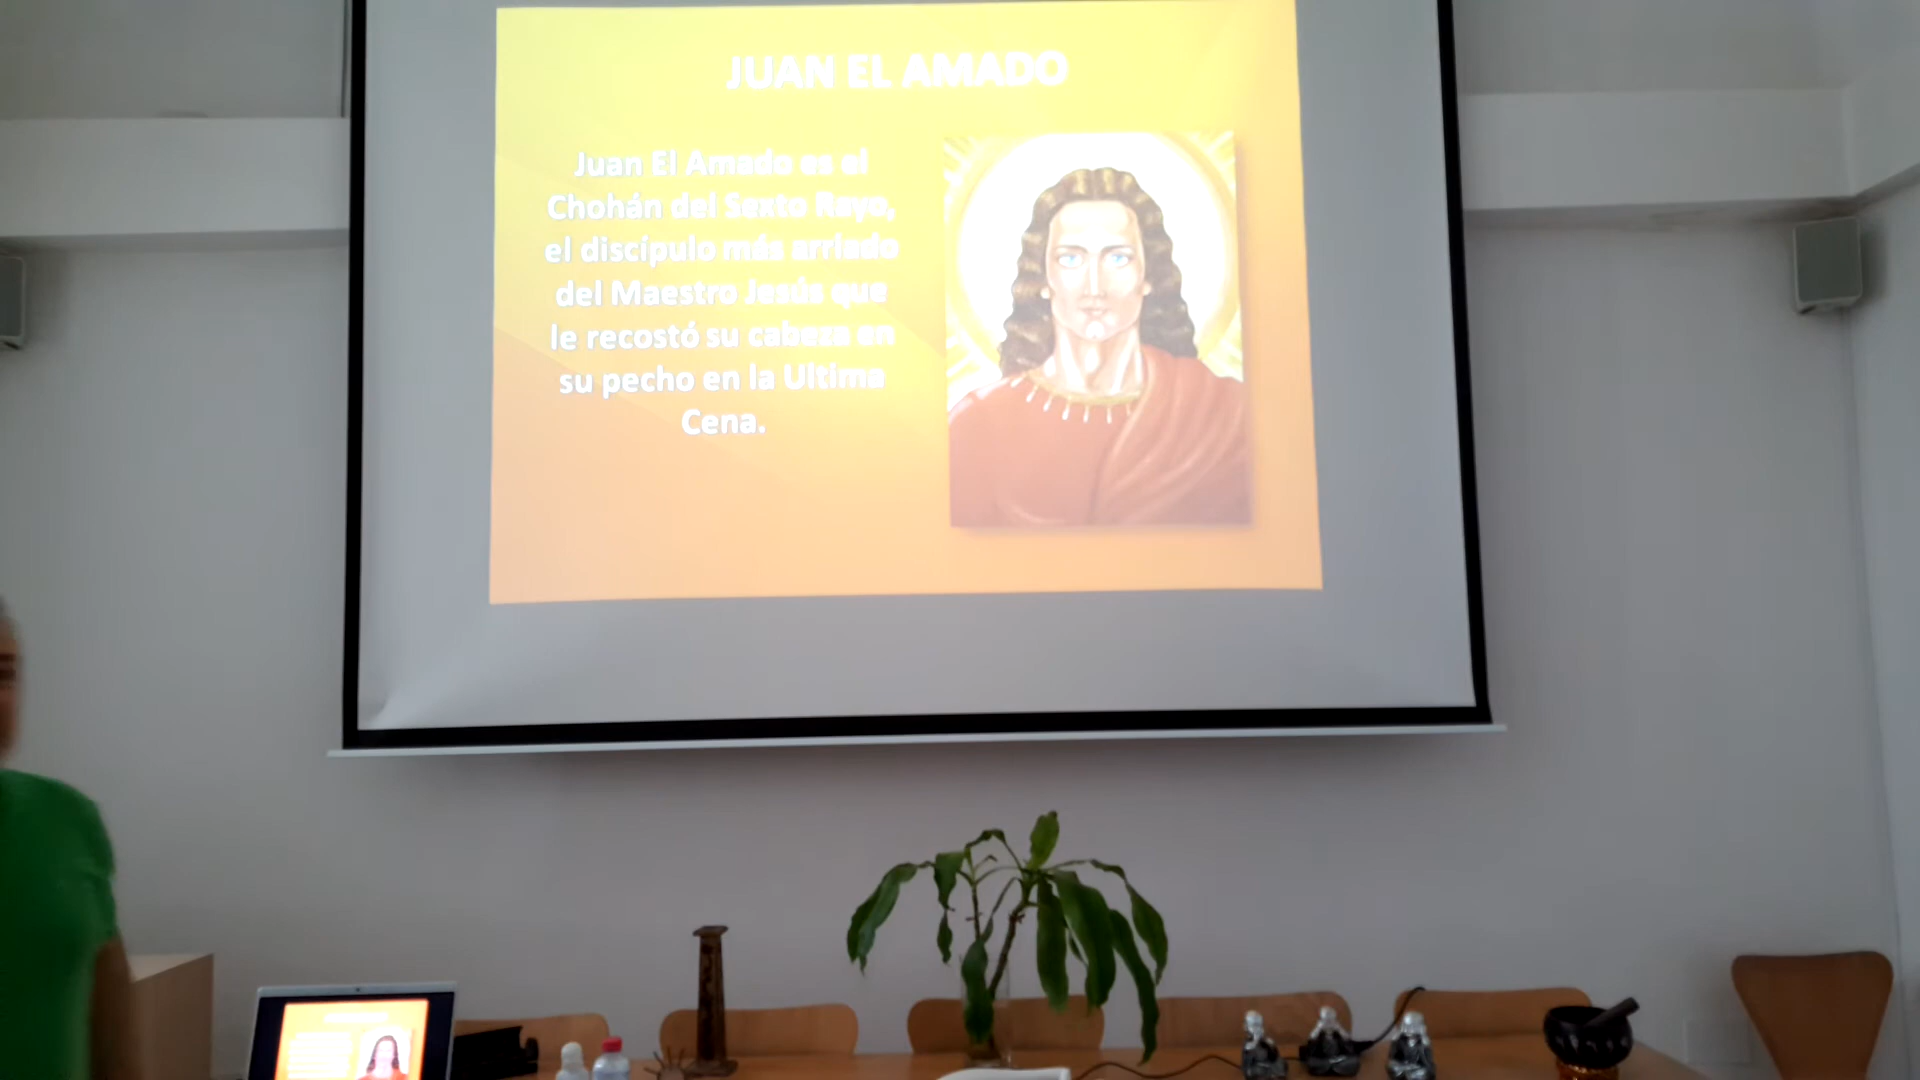 JUAN EL AMADO
Juan El Amado es el
Chohán del Sexto Rayo,
el discípulo más arriado
del Maestro Jesús que
le recostó su cabeza en
su pecho en la Ultima
Cena.